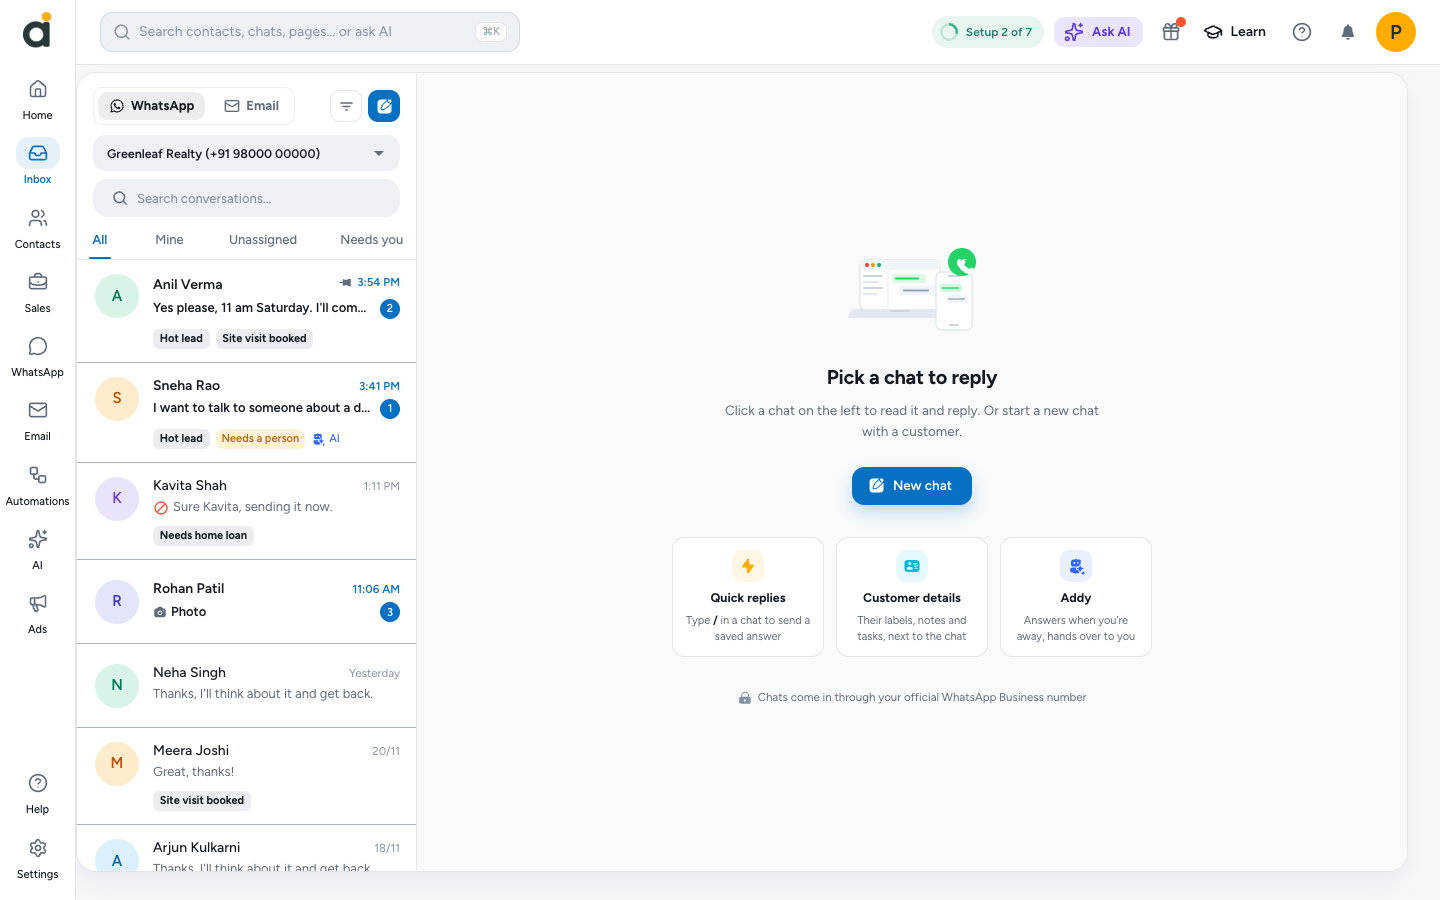 Search contacts, chats, pages... or ask AI
⌘K
Setup 2 of 7
Ask AI
Learn
P
Home
Inbox
Contacts
Sales
WhatsApp
Email
Automations
AI
Ads
Help
Settings
WhatsApp
Email
Greenleaf Realty (+91 98000 00000)
Search conversations...
All Mine Unassigned Needs you
A
Anil Verma 3:54 PM
Yes please, 11 am Saturday. I'll com... 2
Hot lead Site visit booked
S
Sneha Rao 3:41 PM
I want to talk to someone about a d... 1
Hot lead Needs a person AI
K
Kavita Shah 1:11 PM
Sure Kavita, sending it now.
Needs home loan
R
Rohan Patil 11:06 AM
Photo 3
N
Neha Singh Yesterday
Thanks, I'll think about it and get back.
M
Meera Joshi 20/11
Great, thanks!
Site visit booked
A
Arjun Kulkarni 18/11
Thanks, I'll think about it and get back.
Pick a chat to reply
Click a chat on the left to read it and reply. Or start a new chat
with a customer.
New chat
Quick replies
Type / in a chat to send a
saved answer
Customer details
Their labels, notes and
tasks, next to the chat
Addy
Answers when you're
away, hands over to you
Chats come in through your official WhatsApp Business number